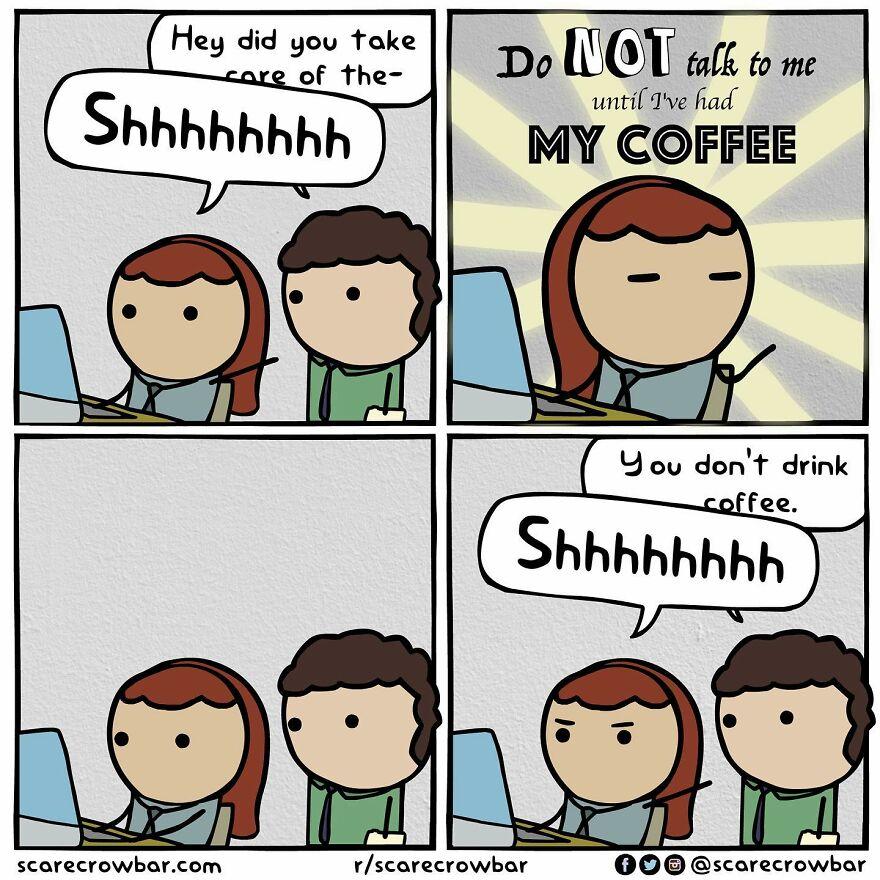 Hey did you take
care of the-
Shhhhhhhh
Do NOT talk to me
until I've had
MY COFFEE
You don't drink
coffee.
Shhhhhhhh
scarecrowbar.com
r/scarecrowbar
@scarecrowbar